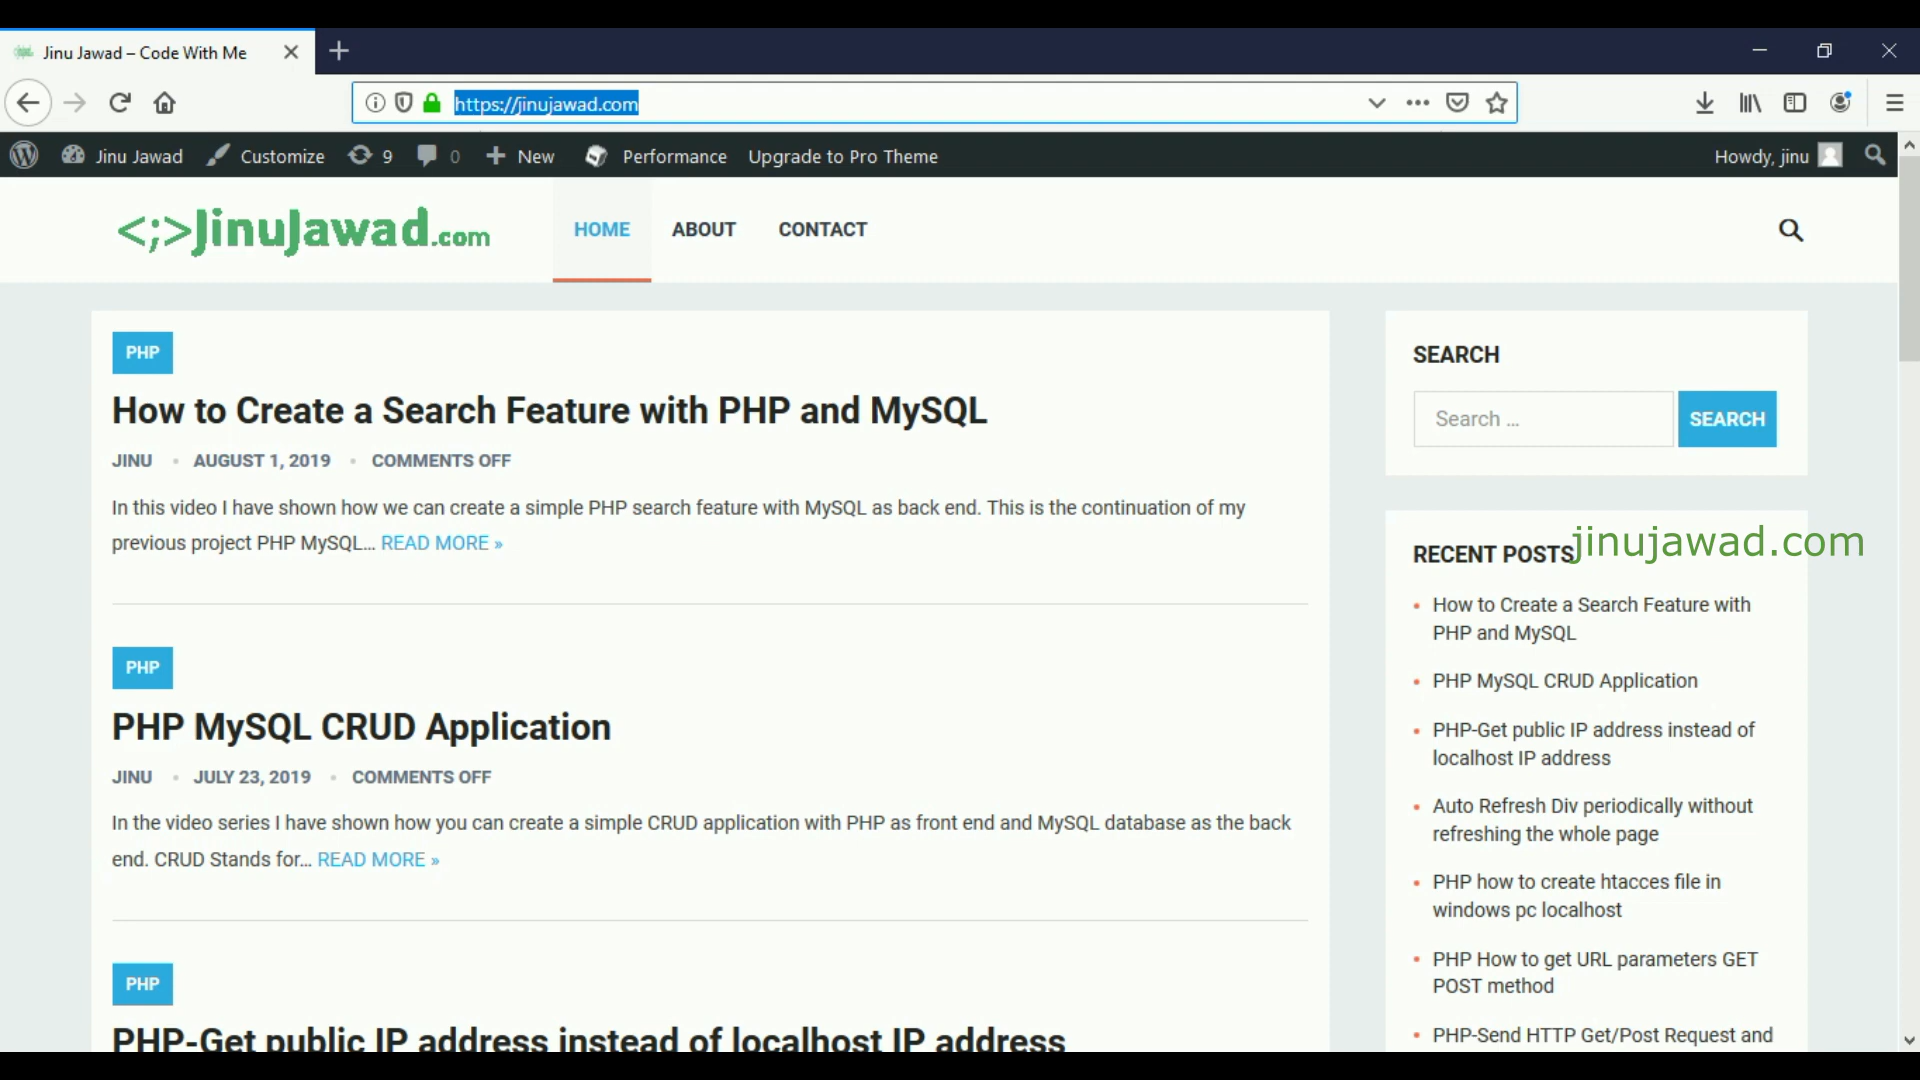 Jinu Jawad – Code With Me
https://jinujawad.com
Jinu Jawad Customize 9 0 New Performance Upgrade to Pro Theme Howdy, jinu
<;>JinuJawad.com HOME ABOUT CONTACT
PHP
How to Create a Search Feature with PHP and MySQL
JINU • AUGUST 1, 2019 • COMMENTS OFF
In this video I have shown how we can create a simple PHP search feature with MySQL as back end. This is the continuation of my
previous project PHP MySQL... READ MORE »
PHP
PHP MySQL CRUD Application
JINU • JULY 23, 2019 • COMMENTS OFF
In the video series I have shown how you can create a simple CRUD application with PHP as front end and MySQL database as the back
end. CRUD Stands for... READ MORE »
PHP
PHP-Get public IP address instead of localhost IP address
SEARCH
Search ... SEARCH
RECENT POSTS
jinujawad.com
• How to Create a Search Feature with
PHP and MySQL
• PHP MySQL CRUD Application
• PHP-Get public IP address instead of
localhost IP address
• Auto Refresh Div periodically without
refreshing the whole page
• PHP how to create htacces file in
windows pc localhost
• PHP How to get URL parameters GET
POST method
• PHP-Send HTTP Get/Post Request and